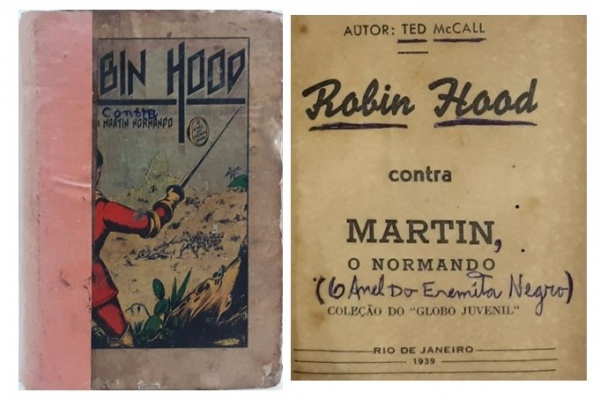 BIN HOOD
Contra
MARTIN NORMANDO
AUTOR: TED McCALL
Robin Hood
contra
MARTIN,
O NORMANDO
(O Anel Do Eremita Negro)
COLEÇÃO DO "GLOBO JUVENIL"
RIO DE JANEIRO
1939